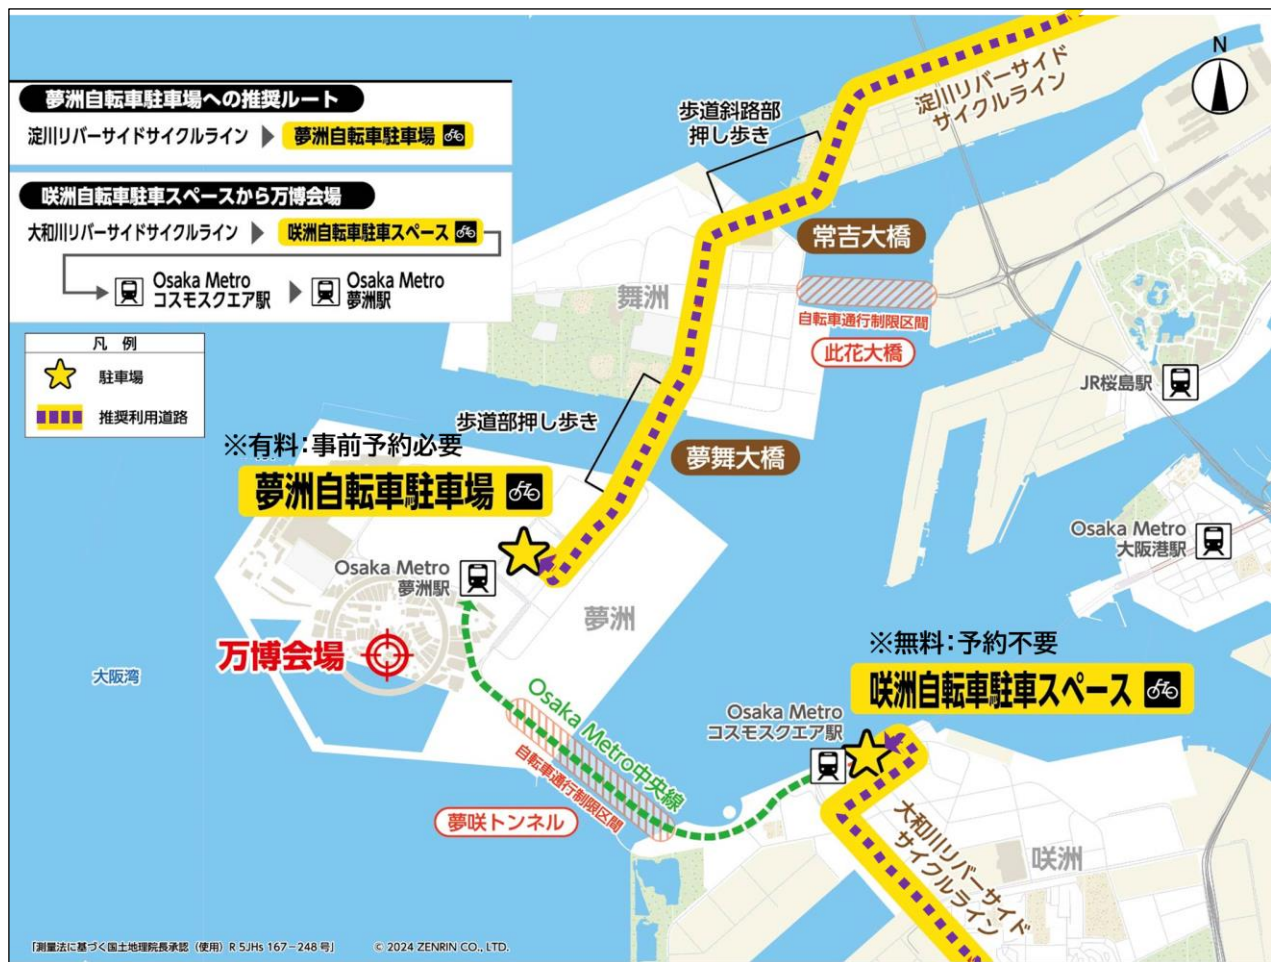 夢洲自転車駐車場への推奨ルート
淀川リバーサイドサイクルライン ▶ 夢洲自転車駐車場
咲洲自転車駐車スペースから万博会場
大和川リバーサイドサイクルライン ▶ 咲洲自転車駐車スペース
Osaka Metro
コスモスクエア駅
▶
Osaka Metro
夢洲駅
凡 例
駐車場
推奨利用道路
N
淀川リバーサイド
サイクルライン
歩道斜路部
押し歩き
常吉大橋
舞洲
自転車通行制限区間
此花大橋
JR桜島駅
歩道部押し歩き
夢舞大橋
※有料：事前予約必要
夢洲自転車駐車場
Osaka Metro
大阪港駅
Osaka Metro
夢洲駅
夢洲
万博会場
大阪湾
※無料：予約不要
咲洲自転車駐車スペース
Osaka Metro
コスモスクエア駅
Osaka Metro中央線
自転車通行制限区間
夢咲トンネル
大和川リバーサイド
サイクルライン
咲洲
「測量法に基づく国土地理院長承認（使用）R 5JHs 167－248 号」 © 2024 ZENRIN CO., LTD.